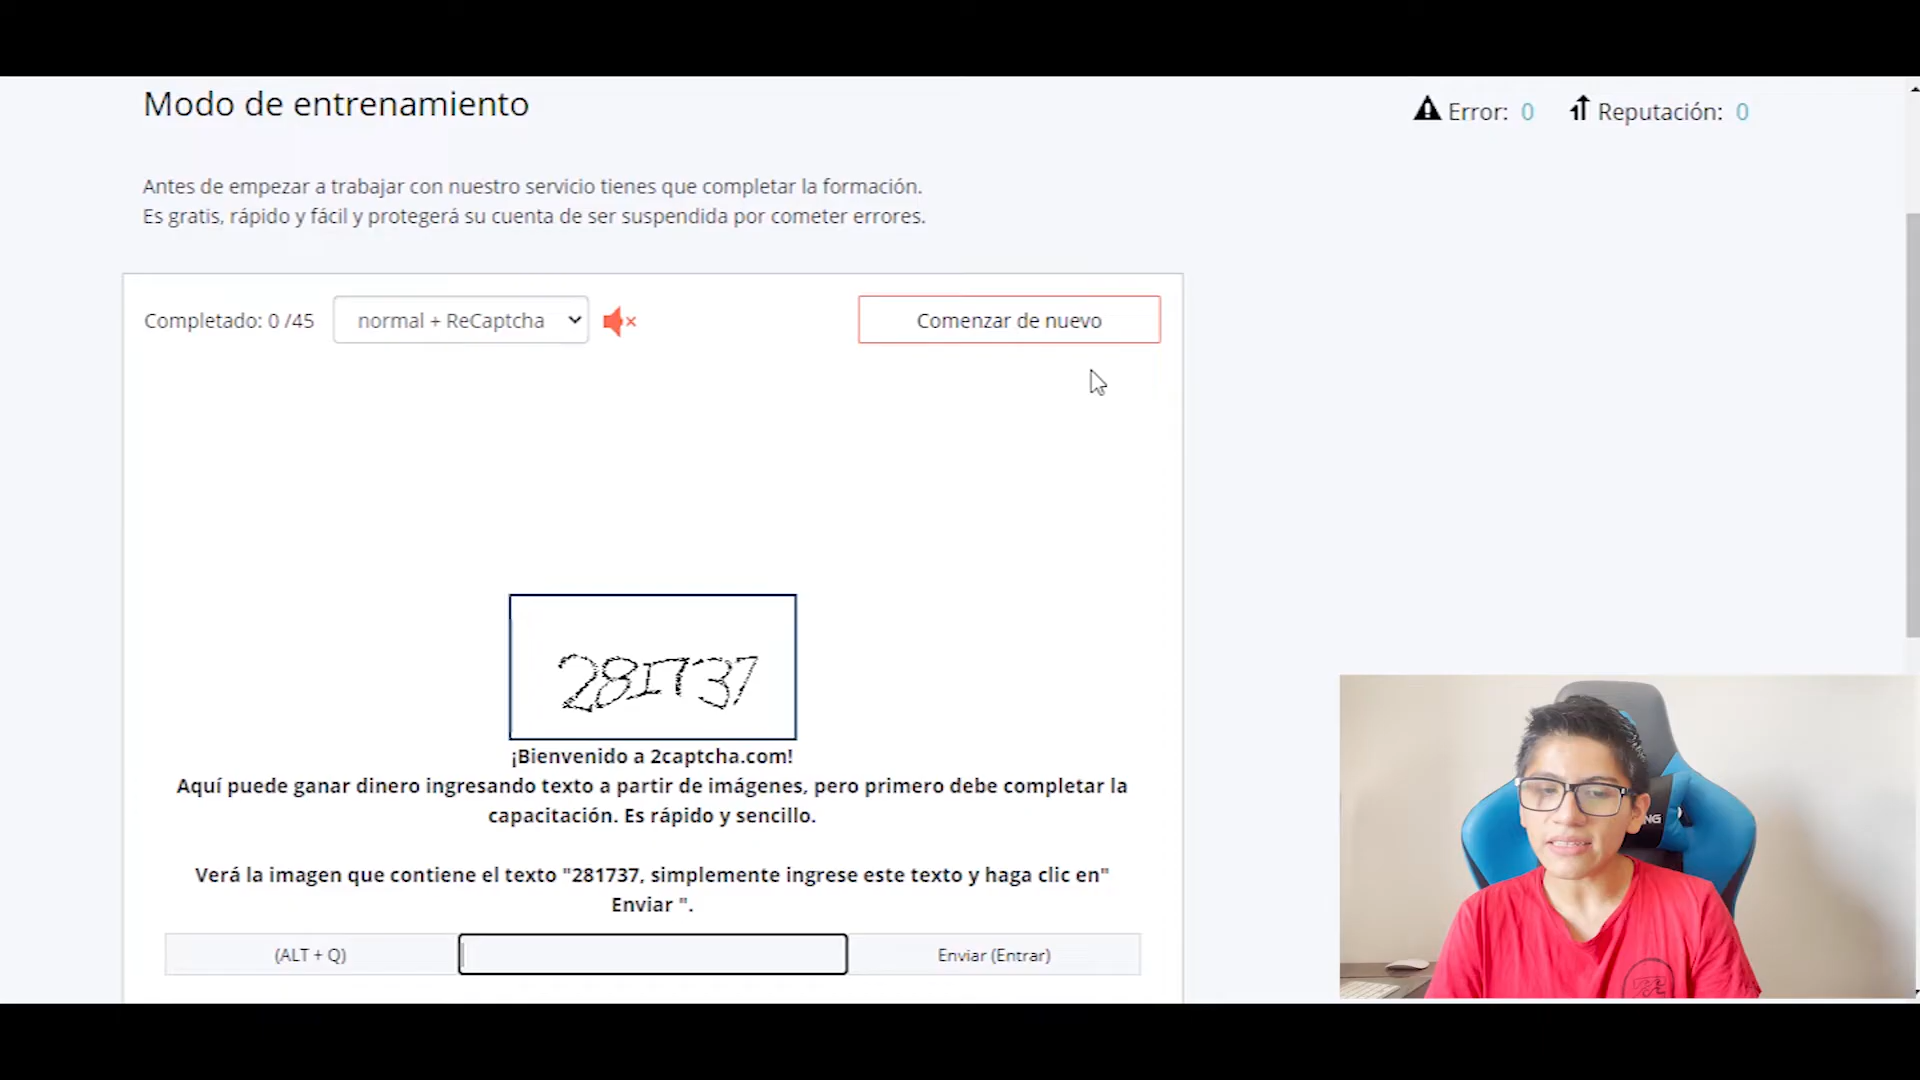 Modo de entrenamiento
Error: 0
Reputación: 0
Antes de empezar a trabajar con nuestro servicio tienes que completar la formación.
Es gratis, rápido y fácil y protegerá su cuenta de ser suspendida por cometer errores.
Completado: 0 /45
normal + ReCaptcha
Comenzar de nuevo
281737
¡Bienvenido a 2captcha.com!
Aquí puede ganar dinero ingresando texto a partir de imágenes, pero primero debe completar la
capacitación. Es rápido y sencillo.
Verá la imagen que contiene el texto "281737, simplemente ingrese este texto y haga clic en"
Enviar ".
(ALT + Q)
Enviar (Entrar)